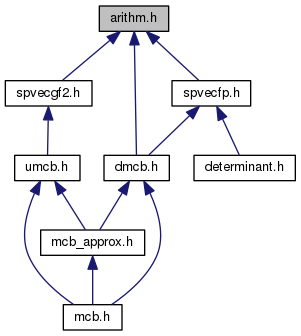 arithm.h
spvecgf2.h
spvecfp.h
umcb.h
dmcb.h
determinant.h
mcb_approx.h
mcb.h